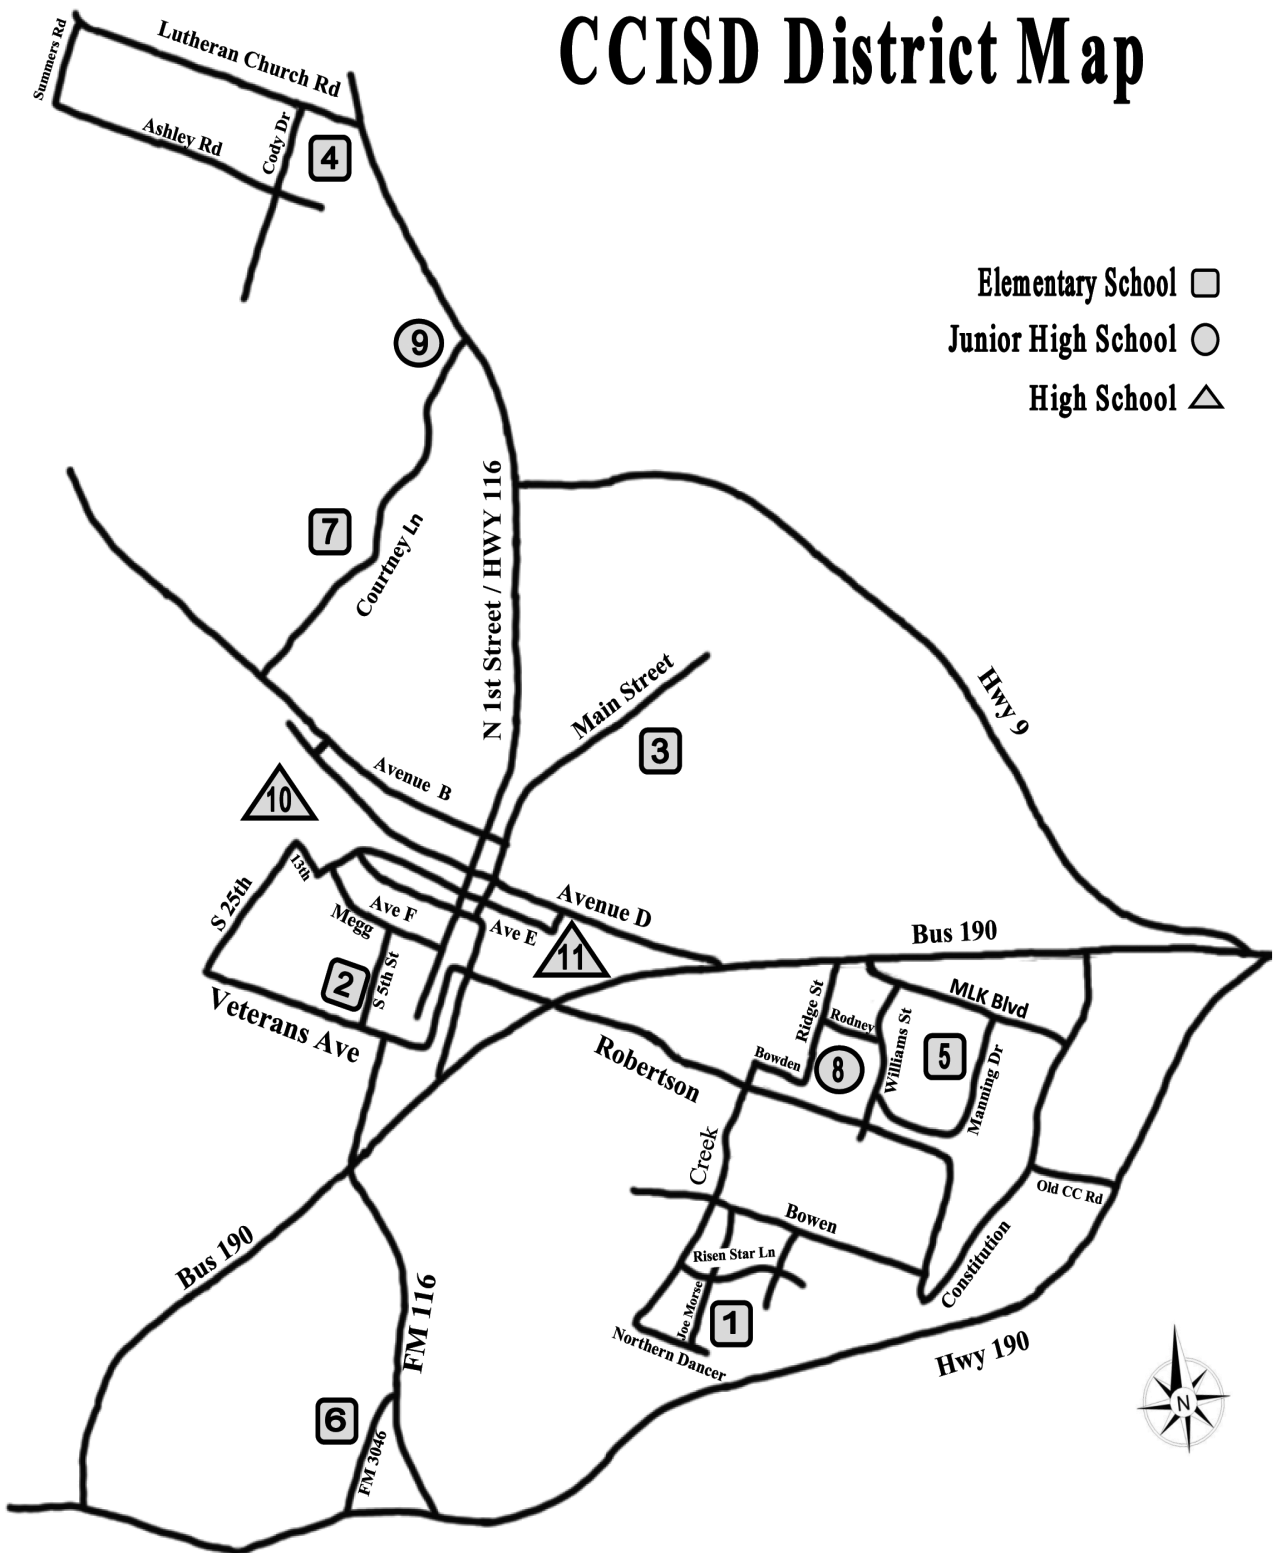 CCISD District Map
Lutheran Church Rd
Summers Rd
Ashley Rd
Cody Dr
4
Elementary School
Junior High School
High School
9
7
Courtney Ln
N 1st Street / HWY 116
Hwy 9
Main Street
3
Avenue B
10
13th
S 25th
Ave F
Megg
Avenue D
Ave E
11
Bus 190
2
S 5th St
Veterans Ave
MLK Blvd
Ridge St
Rodney
Williams St
Robertson
Bowden
8
5
Manning Dr
Creek
Old CC Rd
Bowen
Bus 190
Risen Star Ln
Constitution
Joe Morse
1
FM 116
Northern Dancer
Hwy 190
6
FM 3046
N